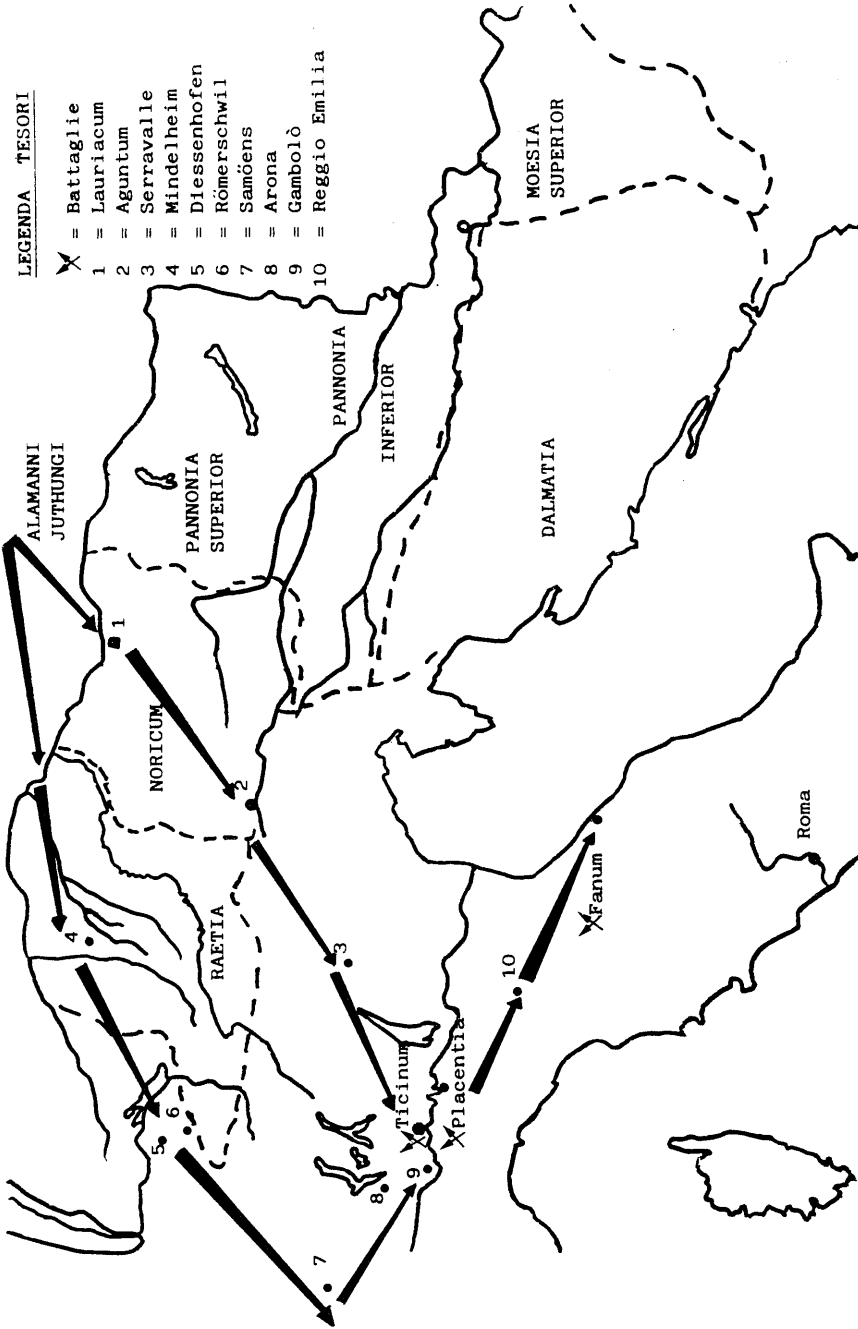 LEGENDA TESORI
= Battaglie
1 = Lauriacum
2 = Aguntum
3 = Serravalle
4 = Mindelheim
5 = Diessenhofen
6 = Römerschwil
7 = Samöens
8 = Arona
9 = Gambolò
10 = Reggio Emilia
ALAMANNI
JUTHUNGI
1
NORICUM
PANNONIA
SUPERIOR
PANNONIA
INFERIOR
MOESIA
SUPERIOR
DALMATIA
2
4
RAETIA
5
6
3
7
8
9
Ticinum
Placentia
10
Fanum
Roma